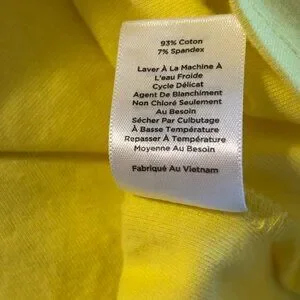 93% Coton
7% Spandex
Laver À La Machine À
L'eau Froide
Cycle Délicat
Agent De Blanchiment
Non Chloré Seulement
Au Besoin
Sécher Par Culbutage
À Basse Température
Repasser À Température
Moyenne Au Besoin
Fabriqué Au Vietnam